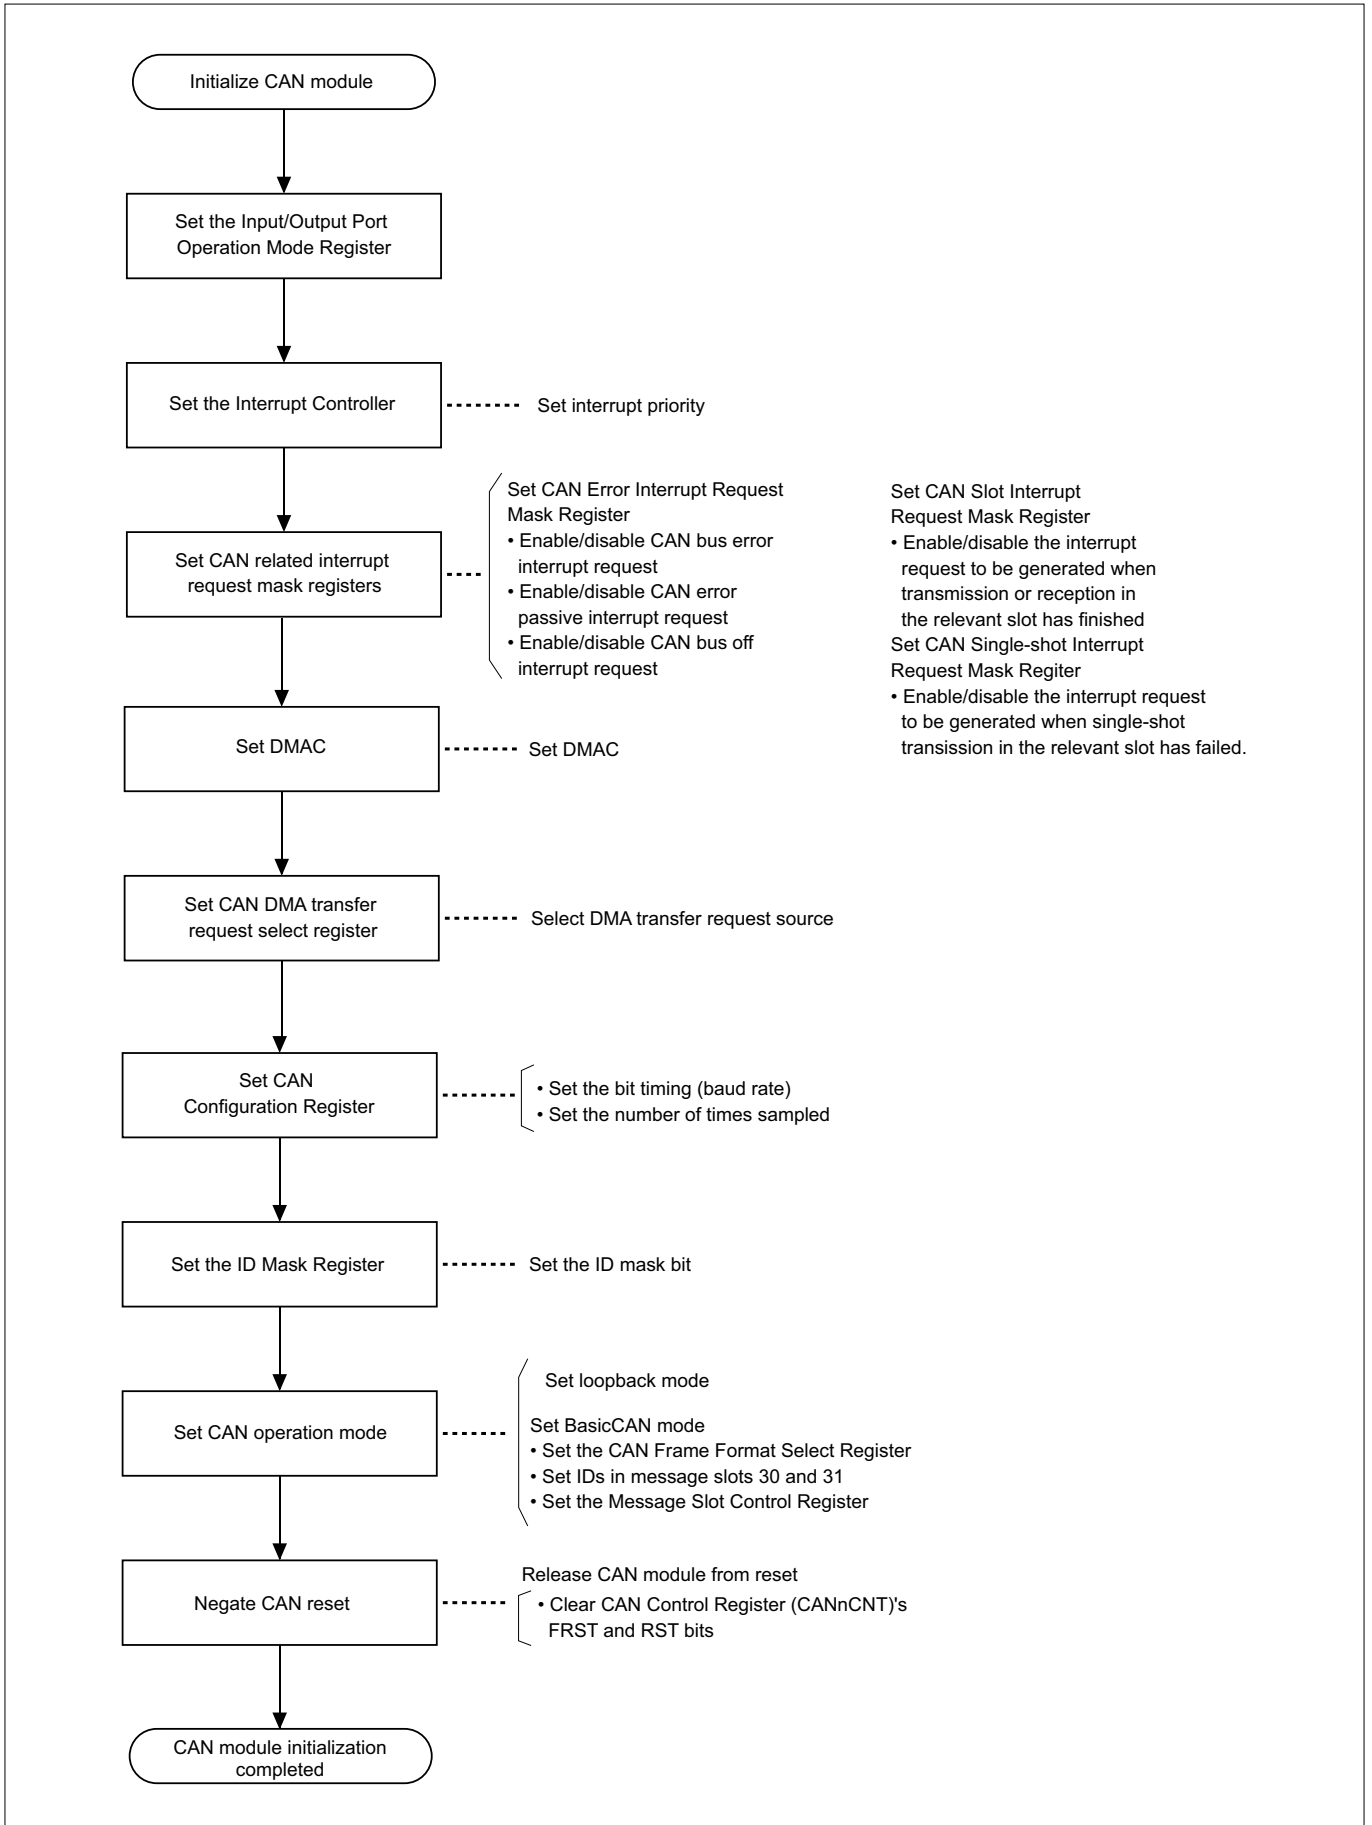 Initialize CAN module
Set the Input/Output Port
Operation Mode Register
Set the Interrupt Controller
Set interrupt priority
Set CAN related interrupt
request mask registers
Set CAN Error Interrupt Request
Mask Register
• Enable/disable CAN bus error
interrupt request
• Enable/disable CAN error
passive interrupt request
• Enable/disable CAN bus off
interrupt request
Set CAN Slot Interrupt
Request Mask Register
• Enable/disable the interrupt
request to be generated when
transmission or reception in
the relevant slot has finished
Set CAN Single-shot Interrupt
Request Mask Regiter
• Enable/disable the interrupt request
to be generated when single-shot
transission in the relevant slot has failed.
Set DMAC
Set DMAC
Set CAN DMA transfer
request select register
Select DMA transfer request source
Set CAN
Configuration Register
• Set the bit timing (baud rate)
• Set the number of times sampled
Set the ID Mask Register
Set the ID mask bit
Set CAN operation mode
Set loopback mode
Set BasicCAN mode
• Set the CAN Frame Format Select Register
• Set IDs in message slots 30 and 31
• Set the Message Slot Control Register
Negate CAN reset
Release CAN module from reset
• Clear CAN Control Register (CANnCNT)'s
FRST and RST bits
CAN module initialization
completed